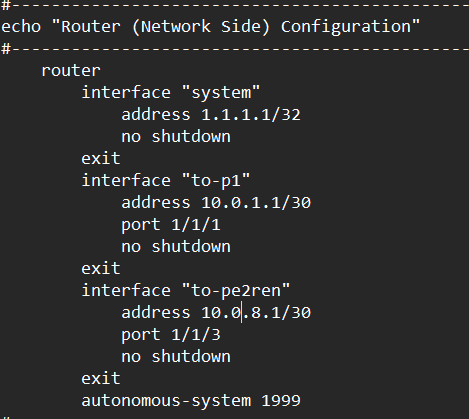 #------------------------------------------------
echo "Router (Network Side) Configuration"
#------------------------------------------------
    router
        interface "system"
            address 1.1.1.1/32
            no shutdown
        exit
        interface "to-p1"
            address 10.0.1.1/30
            port 1/1/1
            no shutdown
        exit
        interface "to-pe2ren"
            address 10.0.8.1/30
            port 1/1/3
            no shutdown
        exit
        autonomous-system 1999